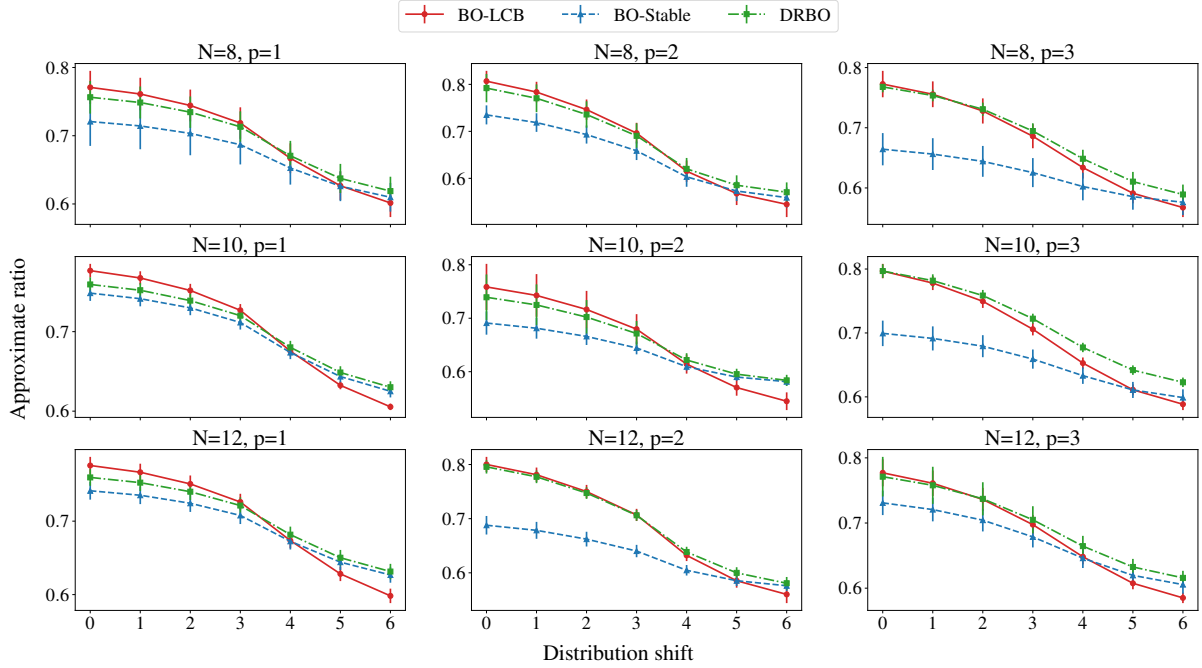 BO-LCB BO-Stable DRBO
N=8, p=1 N=8, p=2 N=8, p=3
0.8 0.8 0.8
0.7 0.7 0.7
0.6 0.6 0.6
N=10, p=1 N=10, p=2 N=10, p=3
0.7 0.8 0.8
0.6 0.7 0.7
0.6 0.6
N=12, p=1 N=12, p=2 N=12, p=3
0.7 0.8 0.8
0.6 0.7 0.7
0.6 0.6
0 1 2 3 4 5 6 0 1 2 3 4 5 6 0 1 2 3 4 5 6
Approximate ratio
Distribution shift